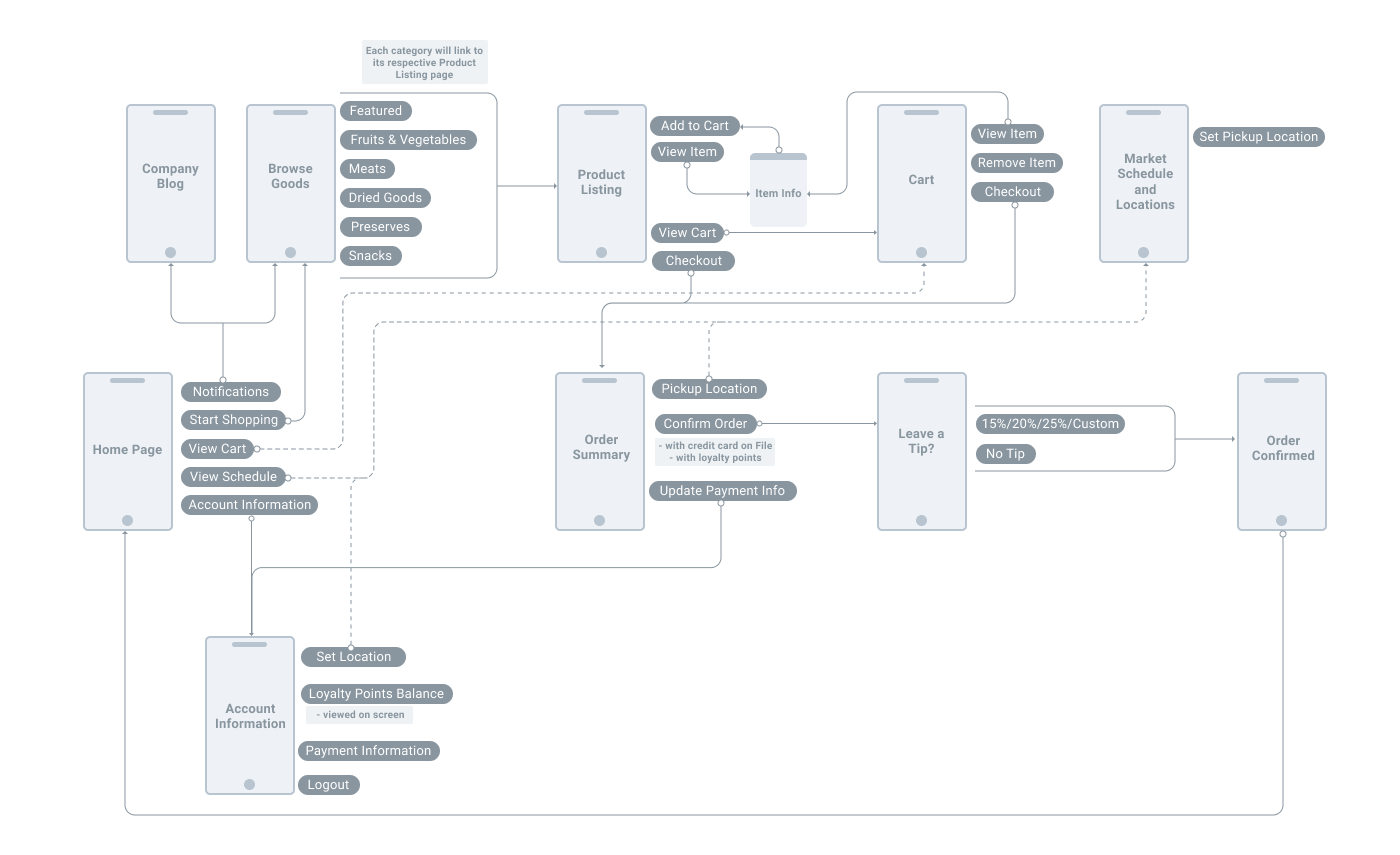 Each category will link to
its respective Product
Listing page
Company
Blog
Browse
Goods
Featured
Fruits & Vegetables
Meats
Dried Goods
Preserves
Snacks
Product
Listing
Add to Cart
View Item
View Cart
Checkout
Item Info
Cart
View Item
Remove Item
Checkout
Market
Schedule
and
Locations
Set Pickup Location
Home Page
Notifications
Start Shopping
View Cart
View Schedule
Account Information
Order
Summary
Pickup Location
Confirm Order
- with credit card on File
- with loyalty points
Update Payment Info
Leave a
Tip?
15%/20%/25%/Custom
No Tip
Order
Confirmed
Account
Information
Set Location
Loyalty Points Balance
- viewed on screen
Payment Information
Logout